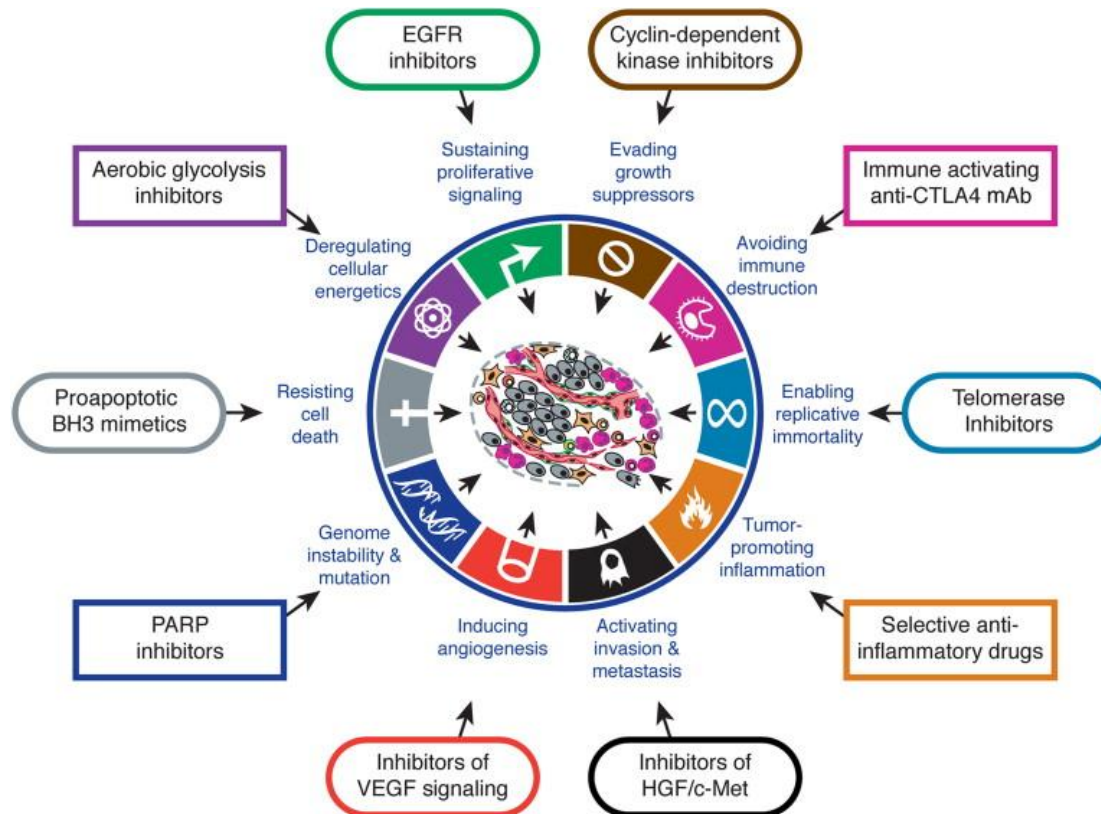 EGFR
inhibitors
Cyclin-dependent
kinase inhibitors
Sustaining
proliferative
signaling
Evading
growth
suppressors
Aerobic glycolysis
inhibitors
Immune activating
anti-CTLA4 mAb
Deregulating
cellular
energetics
Avoiding
immune
destruction
Proapoptotic
BH3 mimetics
Resisting
cell
death
Enabling
replicative
immortality
Telomerase
Inhibitors
Genome
instability &
mutation
Tumor-
promoting
inflammation
PARP
inhibitors
Inducing
angiogenesis
Activating
invasion &
metastasis
Selective anti-
inflammatory drugs
Inhibitors of
VEGF signaling
Inhibitors of
HGF/c-Met